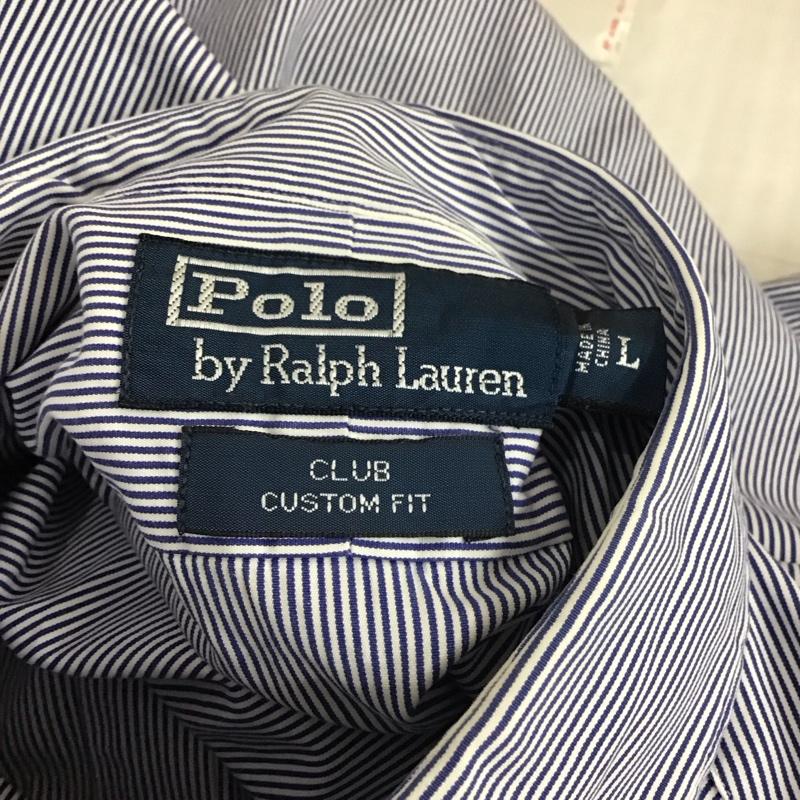 Polo
by Ralph Lauren
MADE IN
CHINA
L
CLUB
CUSTOM FIT